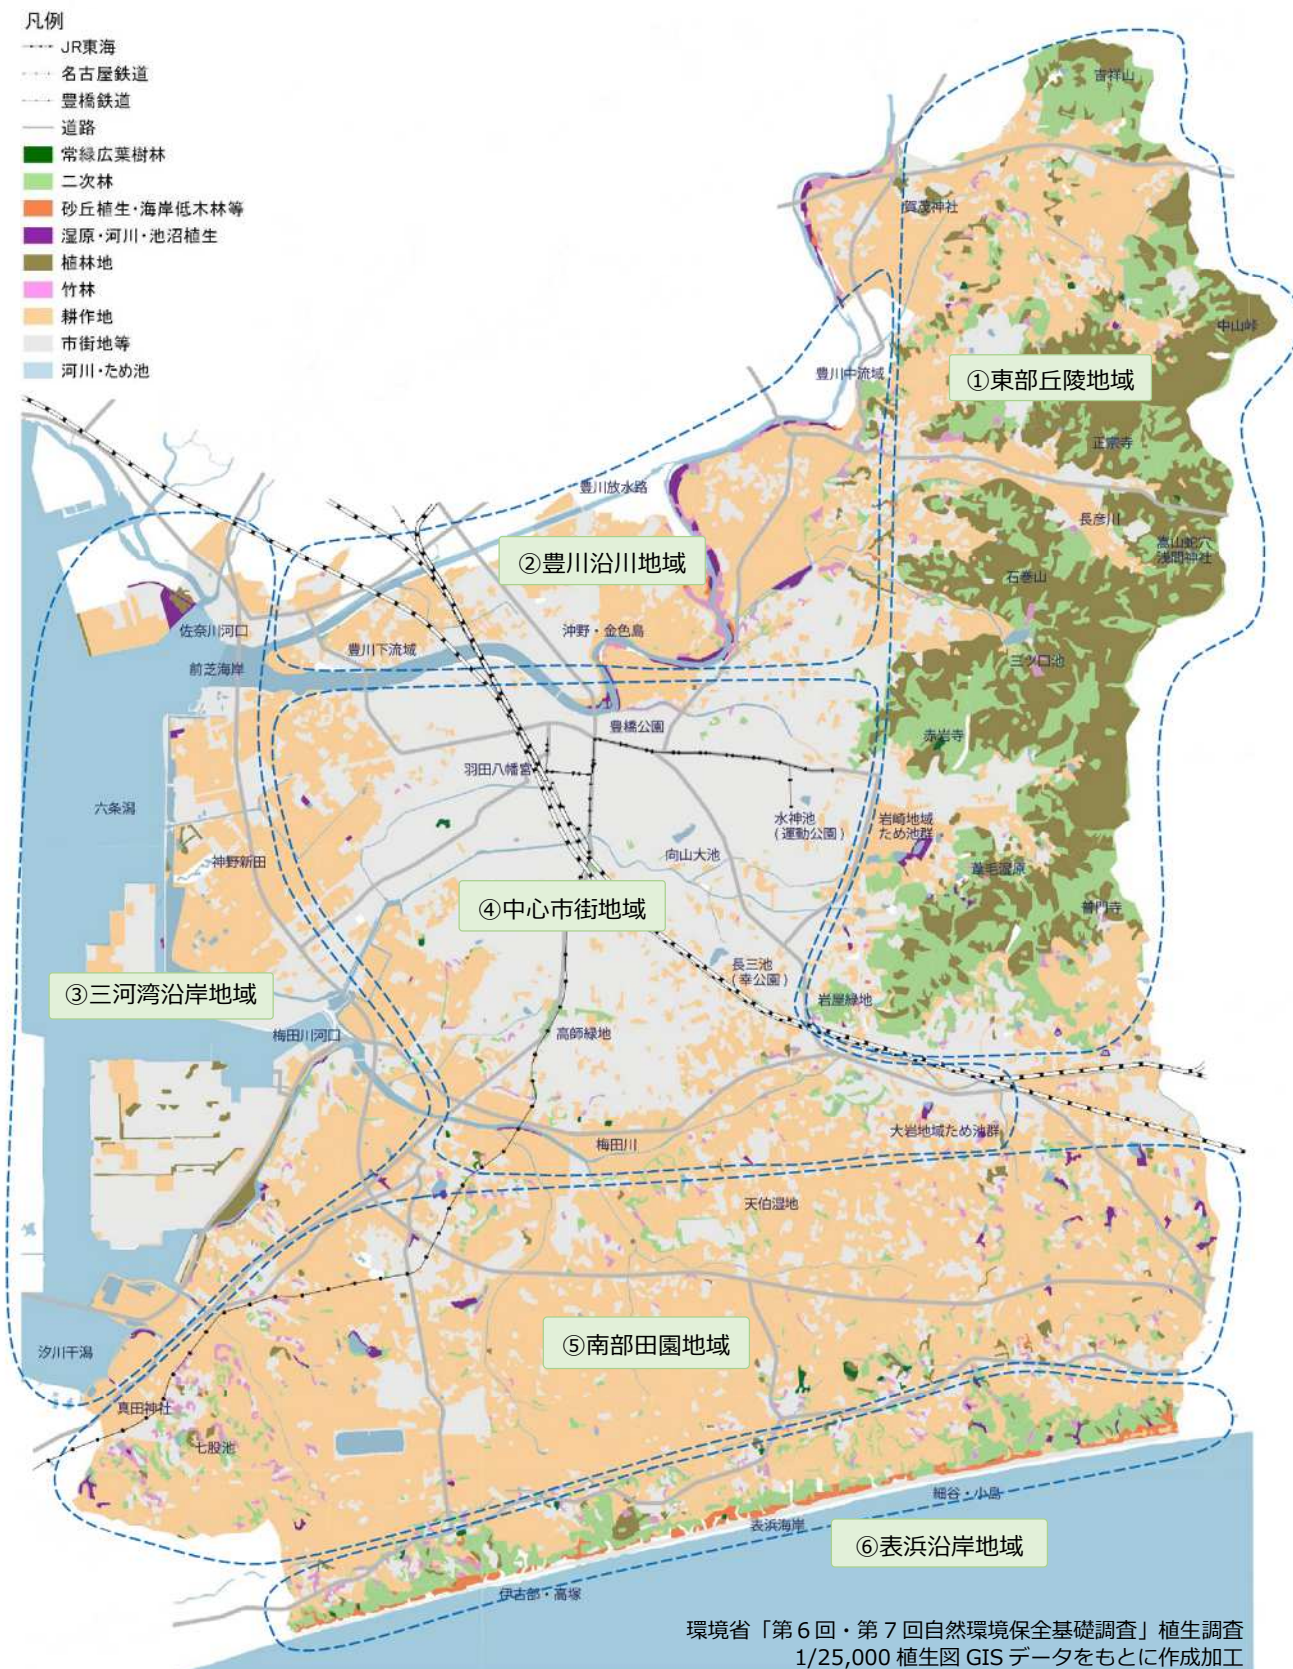 凡例
JR東海
名古屋鉄道
豊橋鉄道
道路
常緑広葉樹林
二次林
砂丘植生・海岸低木林等
湿原・河川・池沼植生
植林地
竹林
耕作地
市街地等
河川・ため池
吉祥山
賀茂神社
中山峠
豊川中流域
①東部丘陵地域
正宗寺
豊川放水路
長彦川
②豊川沿川地域
嵩山蛇穴
浅間神社
石巻山
佐奈川河口
沖野・金色島
豊川下流域
前芝海岸
三ツ口池
豊橋公園
赤岩寺
羽田八幡宮
六条潟
水神池
(運動公園)
岩崎地域
ため池群
向山大池
神野新田
葦毛湿原
普門寺
④中心市街地域
長三池
(幸公園)
③三河湾沿岸地域
岩屋緑地
梅田川河口
高師緑地
梅田川
大岩地域ため池群
天伯湿地
⑤南部田園地域
汐川干潟
真田神社
七股池
細谷・小島
表浜海岸
⑥表浜沿岸地域
伊古部・高塚
環境省「第6回・第7回自然環境保全基礎調査」植生調査
1/25,000 植生図 GIS データをもとに作成加工